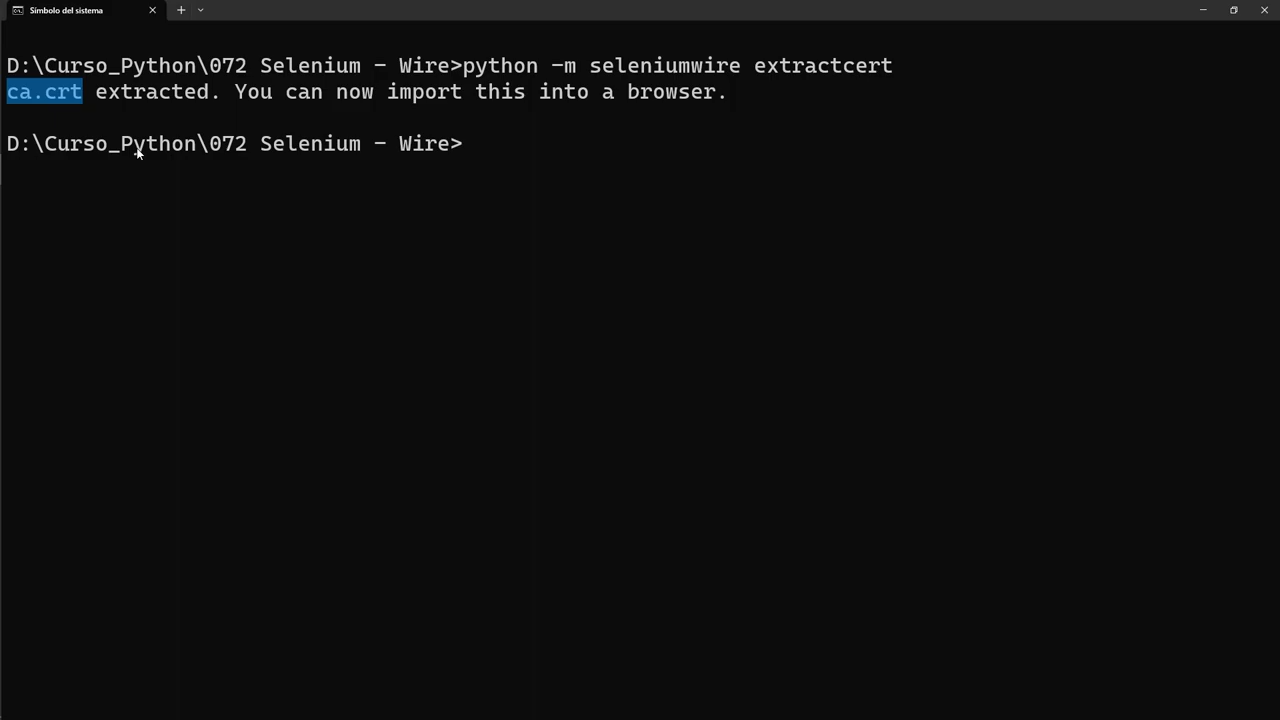 Símbolo del sistema
D:\Curso_Python\072 Selenium - Wire>python -m seleniumwire extractcert
ca.crt extracted. You can now import this into a browser.
D:\Curso_Python\072 Selenium - Wire>